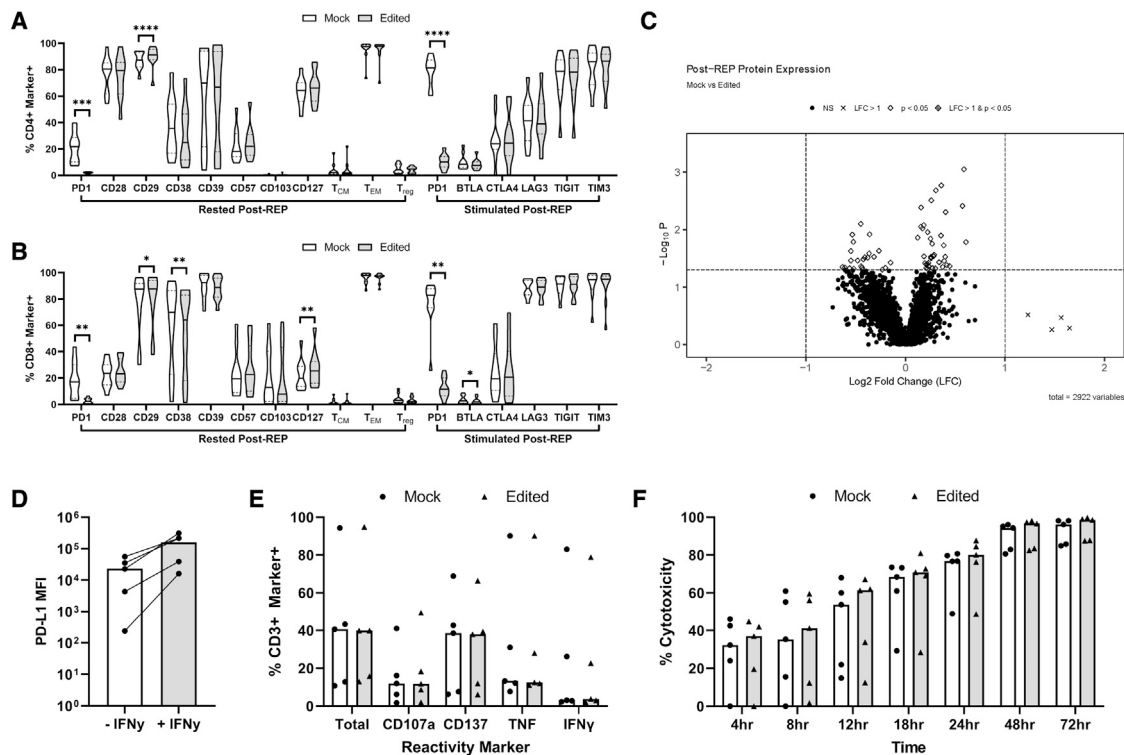 A
Mock Edited
% CD4+ Marker+
100
80
60
40
20
0
*** **** ****
PD1 CD28 CD29 CD38 CD39 CD57 CD103 CD127 TCM TEM Treg PD1 BTLA CTLA4 LAG3 TIGIT TIM3
Rested Post-REP Stimulated Post-REP
B
Mock Edited
% CD8+ Marker+
100
80
60
40
20
0
** * ** ** ** *
PD1 CD28 CD29 CD38 CD39 CD57 CD103 CD127 TCM TEM Treg PD1 BTLA CTLA4 LAG3 TIGIT TIM3
Rested Post-REP Stimulated Post-REP
C
Post-REP Protein Expression
Mock vs Edited
NS LFC > 1 p < 0.05 LFC > 1 & p < 0.05
− Log10 P
3
2
1
0
−2 −1 0 1 2
Log2 Fold Change (LFC)
total = 2922 variables
D
PD-L1 MFI
10^6
10^5
10^4
10^3
10^2
10^1
10^0
- IFNy + IFNy
E
Mock Edited
% CD3+ Marker+
100
80
60
40
20
0
Total CD107a CD137 TNF IFNγ
Reactivity Marker
F
Mock Edited
% Cytotoxicity
100
80
60
40
20
0
4hr 8hr 12hr 18hr 24hr 48hr 72hr
Time